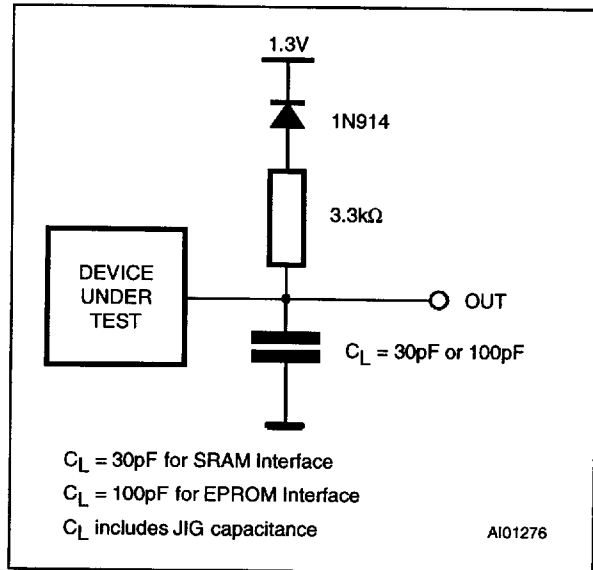 1.3V
1N914
3.3kΩ
DEVICE
UNDER
TEST
OUT
CL = 30pF or 100pF
CL = 30pF for SRAM Interface
CL = 100pF for EPROM Interface
CL includes JIG capacitance
AI01276